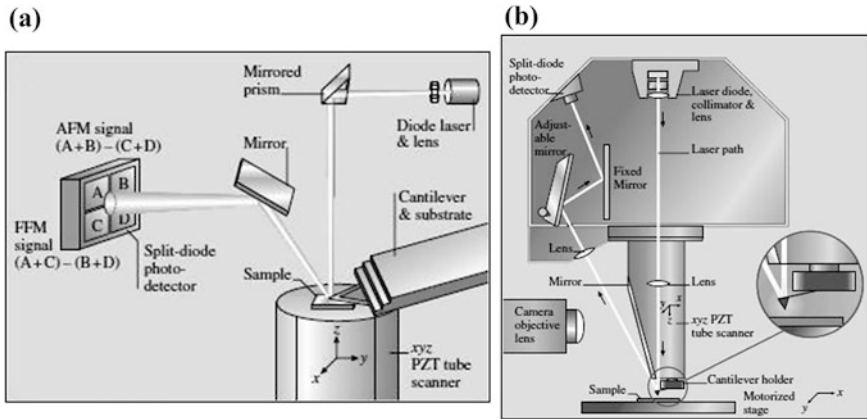 (a)
Mirrored
prism
Diode laser
& lens
AFM signal
(A+B)–(C+D)
Mirror
A B
C D
Cantilever
& substrate
FFM
signal
(A+C)–(B+D)
Split-diode
photo-
detector
Sample
z
y
x
xyz
PZT tube
scanner
(b)
Split-diode
photo-
detector
Laser diode,
collimator &
lens
Adjust-
able
mirror
Laser path
Fixed
Mirror
Lens
Mirror
Lens
y x
z
Camera
objective
lens
xyz PZT
tube scanner
Sample
Cantilever holder
Motorized
stage
x
y